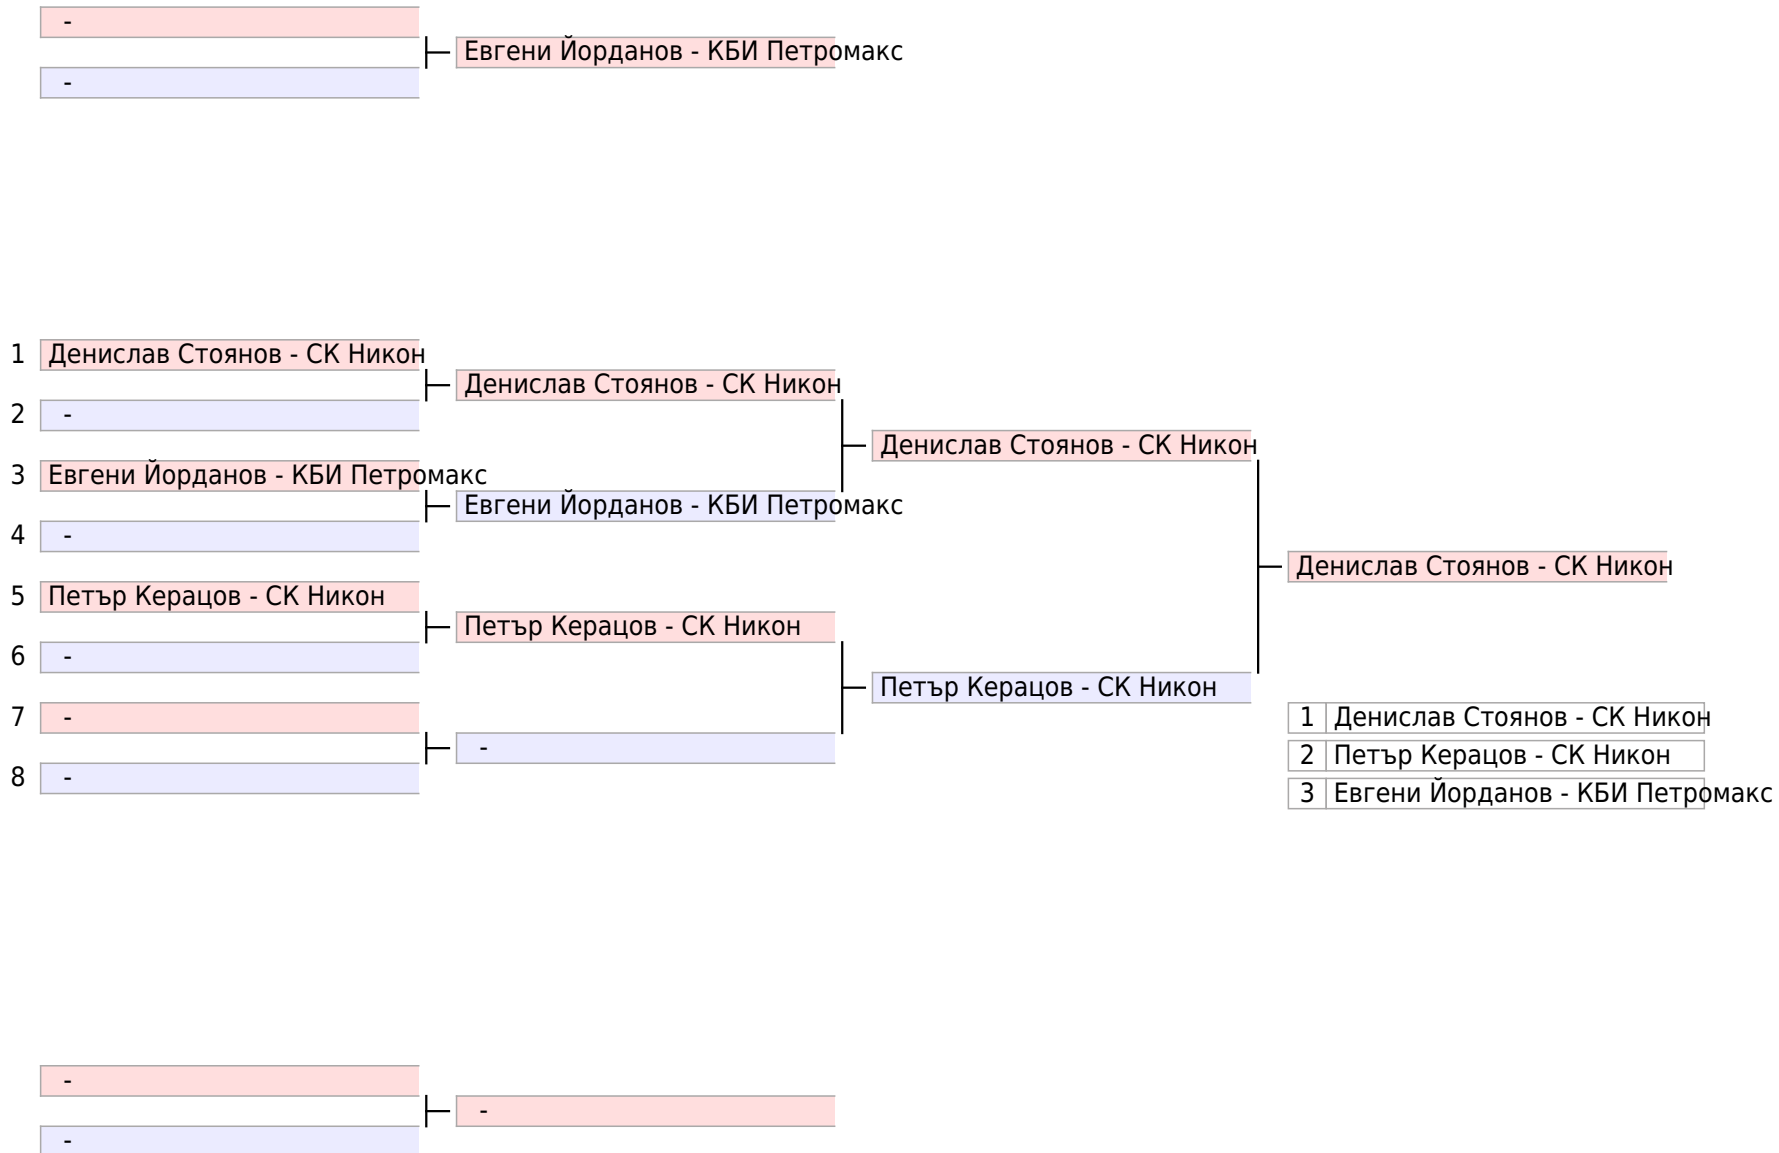 -
Евгени Йорданов - КБИ Петромакс
-
1 Денислав Стоянов - СК Никон
Денислав Стоянов - СК Никон
2 -
Денислав Стоянов - СК Никон
3 Евгени Йорданов - КБИ Петромакс
Евгени Йорданов - КБИ Петромакс
4 -
Денислав Стоянов - СК Никон
5 Петър Керацов - СК Никон
Петър Керацов - СК Никон
6 -
Петър Керацов - СК Никон
7 -
1 Денислав Стоянов - СК Никон
-
2 Петър Керацов - СК Никон
8 -
3 Евгени Йорданов - КБИ Петромакс
-
-
-